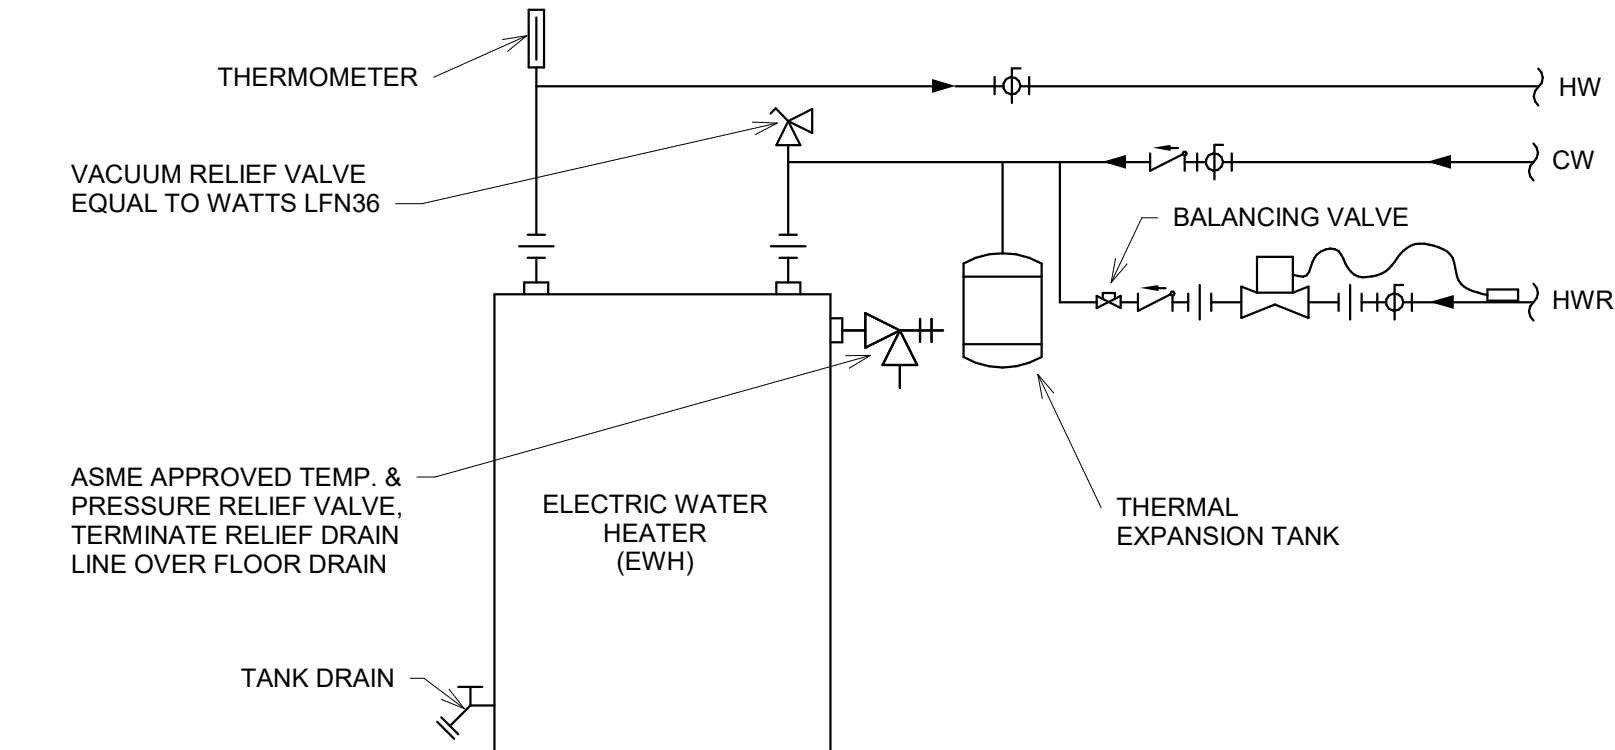 THERMOMETER
HW
VACUUM RELIEF VALVE
EQUAL TO WATTS LFN36
CW
BALANCING VALVE
HWR
ASME APPROVED TEMP. &
PRESSURE RELIEF VALVE,
TERMINATE RELIEF DRAIN
LINE OVER FLOOR DRAIN
ELECTRIC WATER
HEATER
(EWH)
THERMAL
EXPANSION TANK
TANK DRAIN